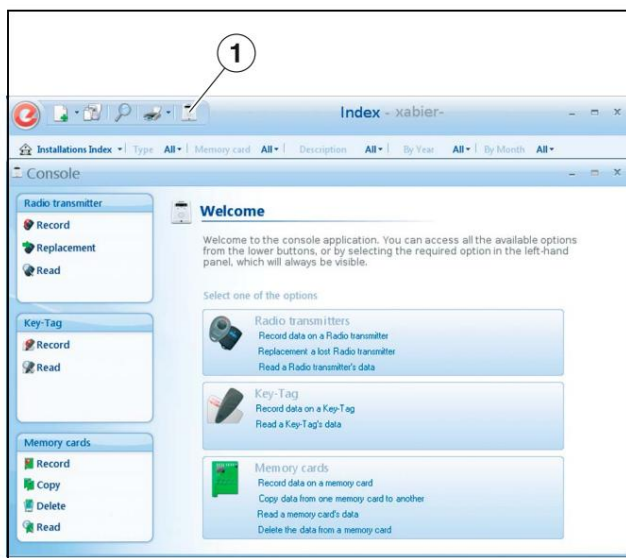 1
Index - xabier-
Installations Index Type All Memory card All Description All By Year All By Month All
Console
Radio transmitter
Record
Replacement
Read
Key-Tag
Record
Read
Memory cards
Record
Copy
Delete
Read
Welcome
Welcome to the console application. You can access all the available options
from the lower buttons, or by selecting the required option in the left-hand
panel, which will always be visible.
Select one of the options
Radio transmitters
Record data on a Radio transmitter
Replacement a lost Radio transmitter
Read a Radio transmitter's data
Key-Tag
Record data on a Key-Tag
Read a Key-Tag's data
Memory cards
Record data on a memory card
Copy data from one memory card to another
Read a memory card's data
Delete the data from a memory card